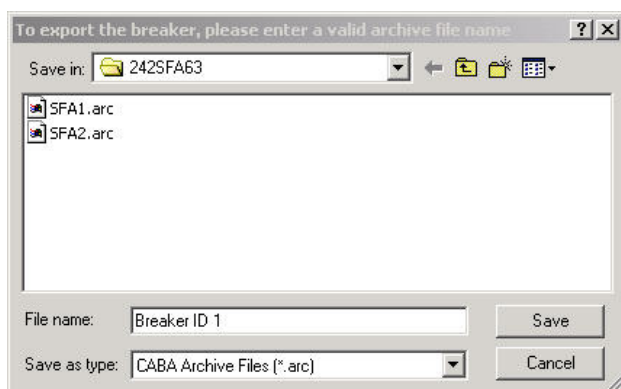 To export the breaker, please enter a valid archive file name
Save in: 242SFA63
SFA1.arc
SFA2.arc
File name: Breaker ID 1 Save
Save as type: CABA Archive Files (*.arc) Cancel